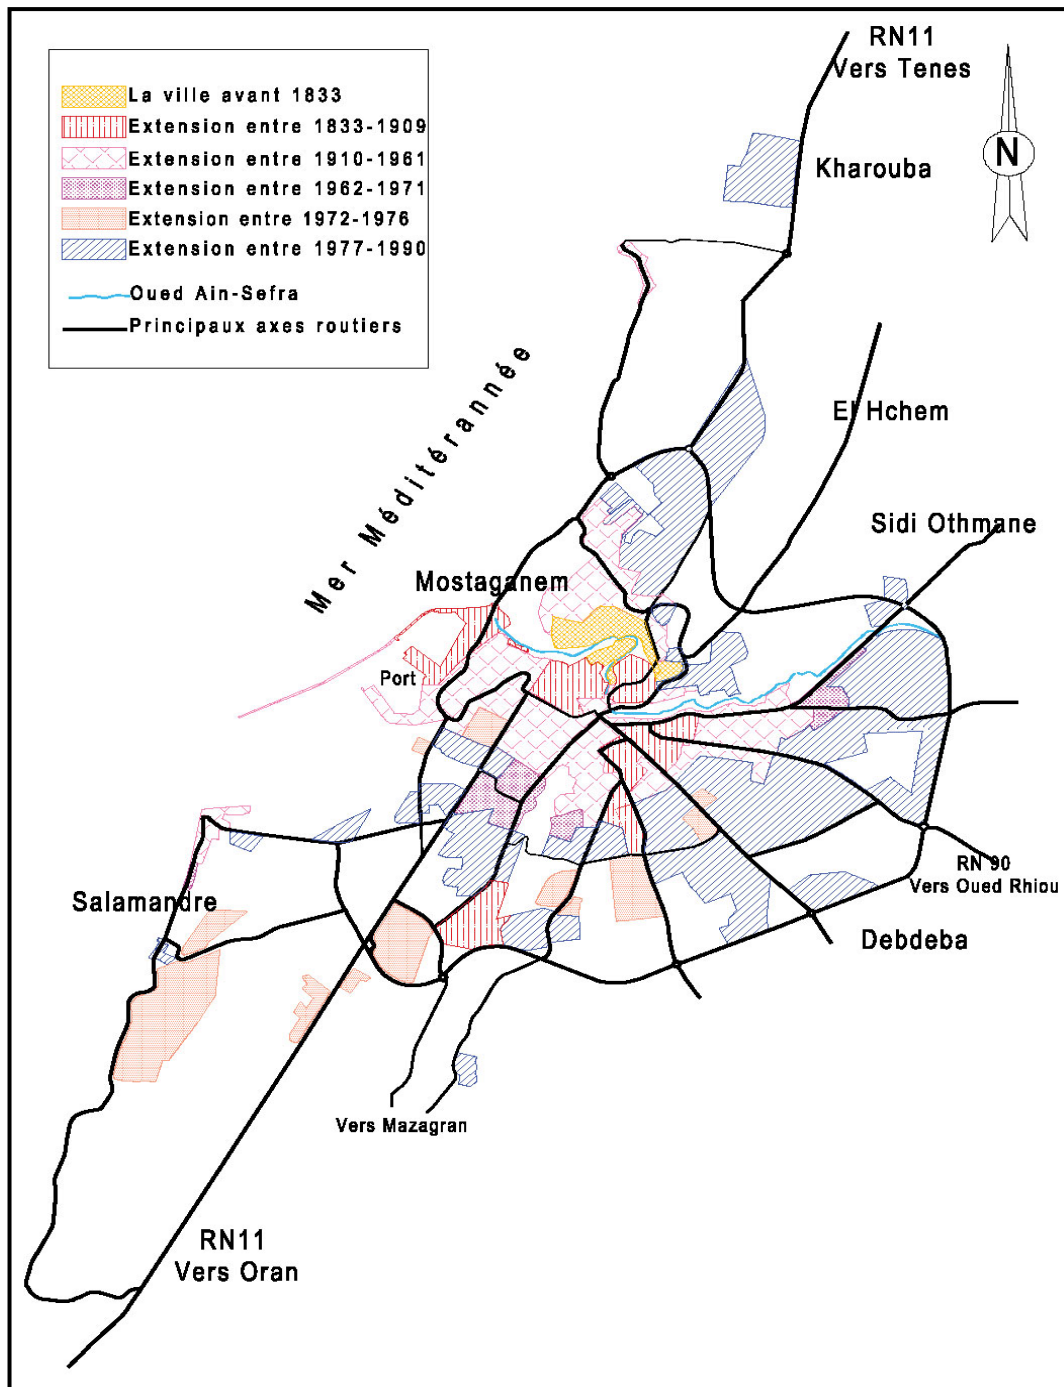 RN11
Vers Tenes
N
La ville avant 1833
Extension entre 1833-1909
Extension entre 1910-1961
Extension entre 1962-1971
Extension entre 1972-1976
Extension entre 1977-1990
Oued Ain-Sefra
Principaux axes routiers
Kharouba
Mer Méditérannée
El Hchem
Sidi Othmane
Mostaganem
Port
RN 90
Vers Oued Rhiou
Salamandre
Debdeba
Vers Mazagran
RN11
Vers Oran